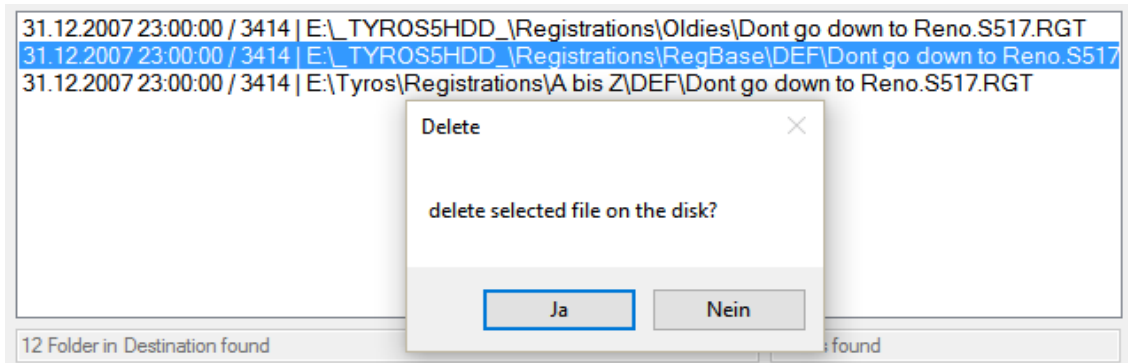 31.12.2007 23:00:00 / 3414 | E:\_TYROS5HDD_\Registrations\Oldies\Dont go down to Reno.S517.RGT
31.12.2007 23:00:00 / 3414 | E:\_TYROS5HDD_\Registrations\RegBase\DEF\Dont go down to Reno.S517
31.12.2007 23:00:00 / 3414 | E:\Tyros\Registrations\A bis Z\DEF\Dont go down to Reno.S517.RGT
Delete
delete selected file on the disk?
Ja Nein
12 Folder in Destination found
found